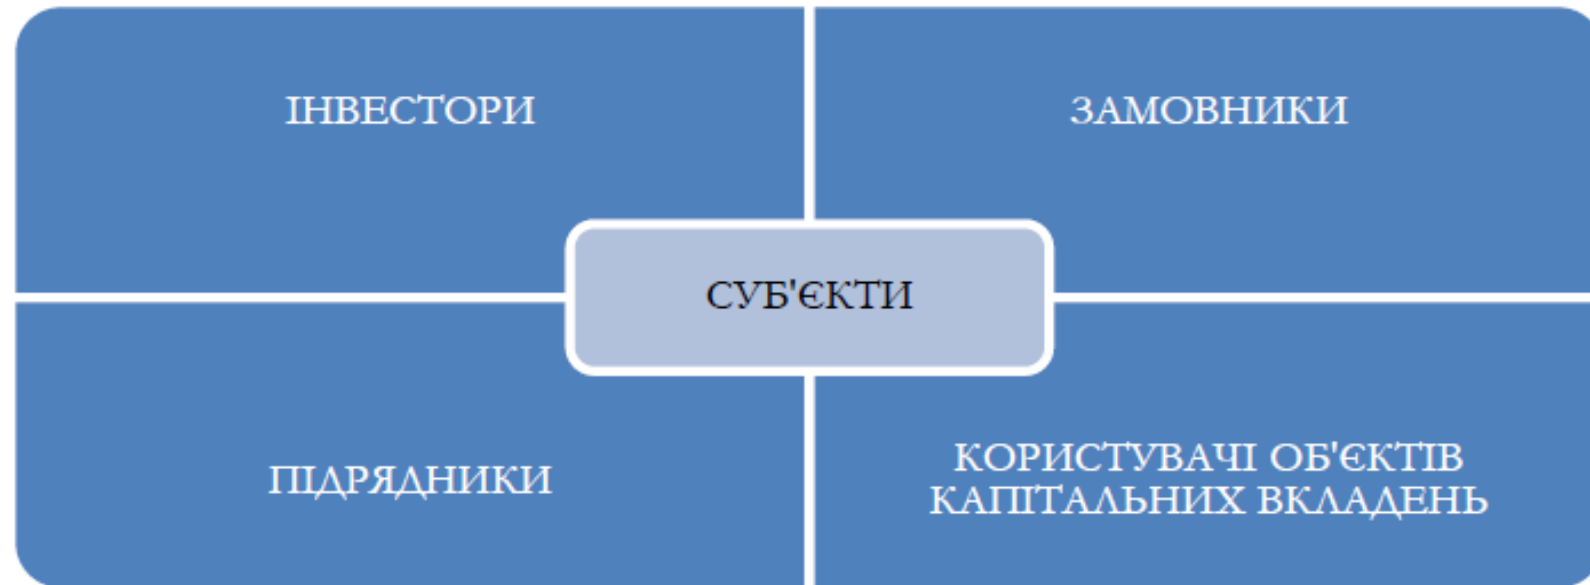 ІНВЕСТОРИ
ЗАМОВНИКИ
СУБ'ЄКТИ
ПІДРЯДНИКИ
КОРИСТУВАЧІ ОБ'ЄКТІВ
КАПІТАЛЬНИХ ВКЛАДЕНЬ